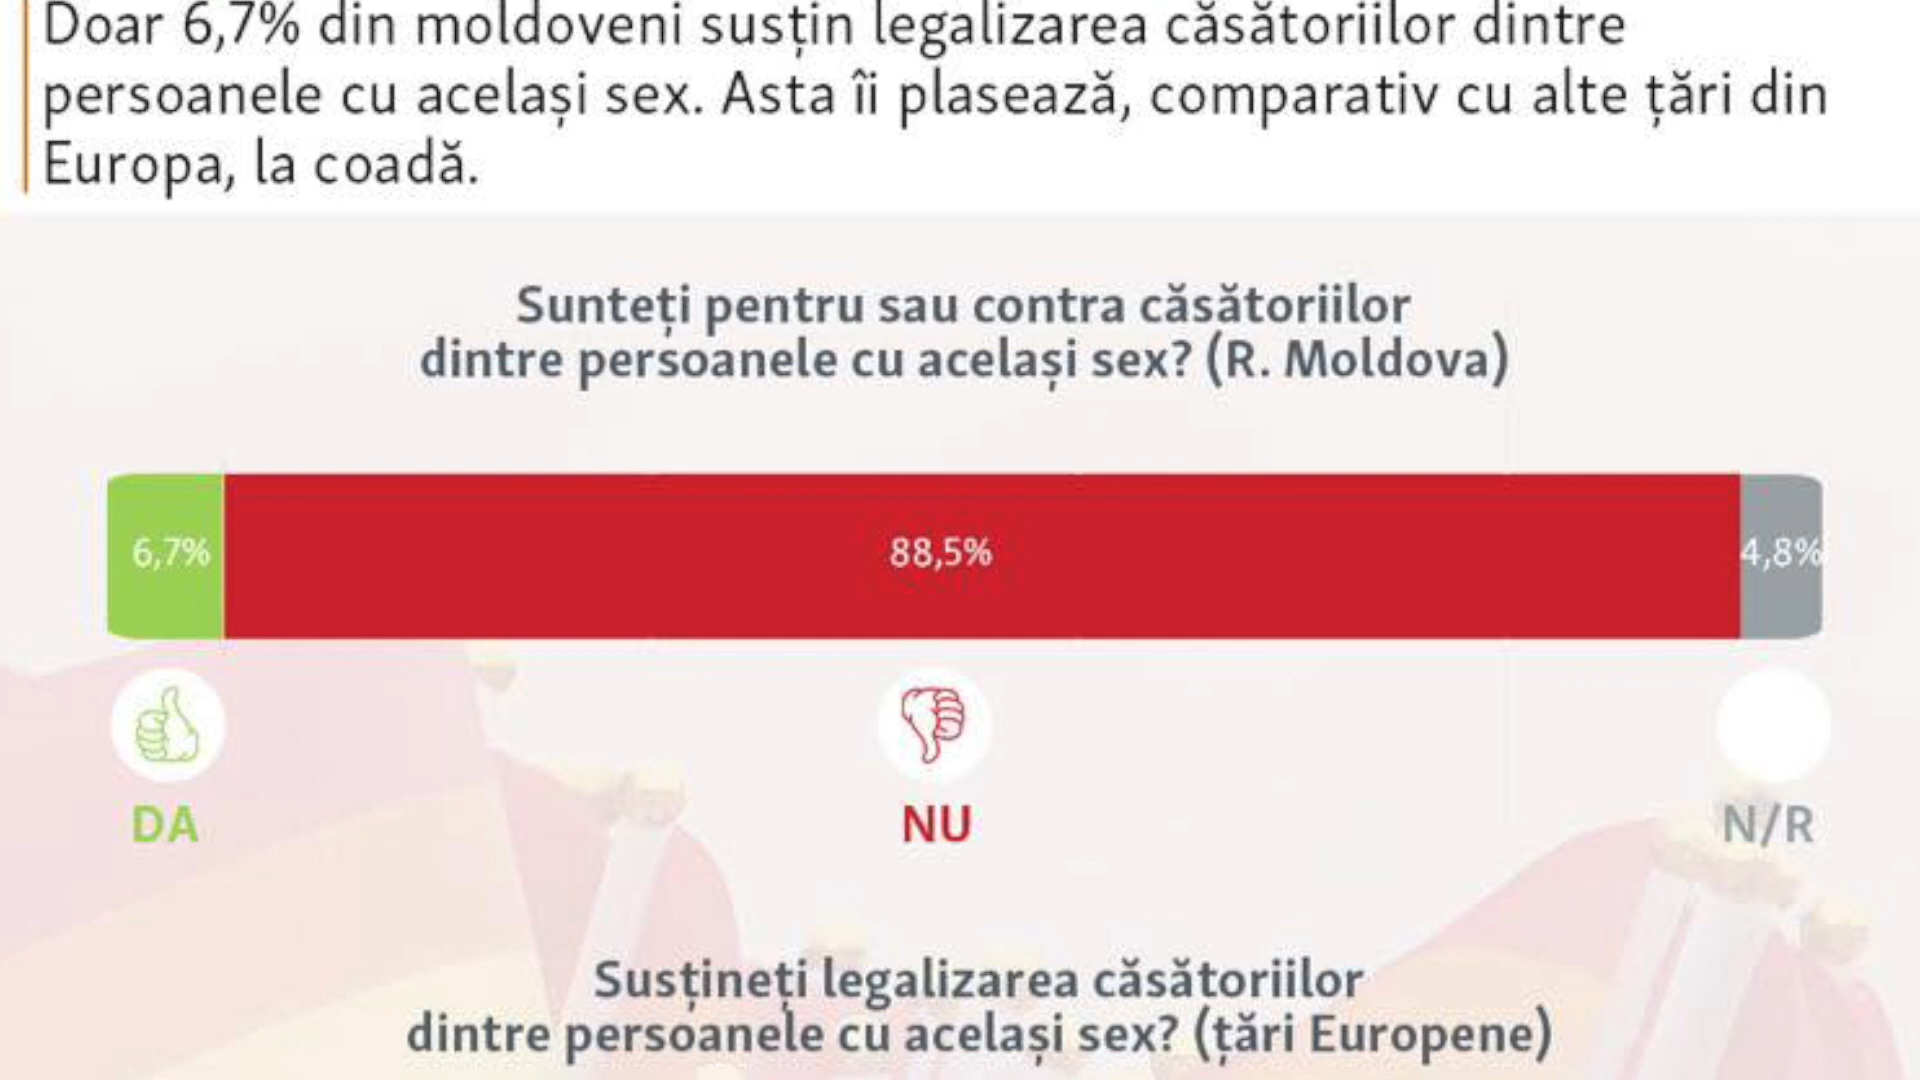 Doar 6,7% din moldoveni susțin legalizarea căsătoriilor dintre
persoanele cu același sex. Asta îi plasează, comparativ cu alte țări din
Europa, la coadă.
Sunteți pentru sau contra căsătoriilor
dintre persoanele cu același sex? (R. Moldova)
6,7% 88,5% 4,8%
DA NU N/R
Susțineți legalizarea căsătoriilor
dintre persoanele cu același sex? (țări Europene)